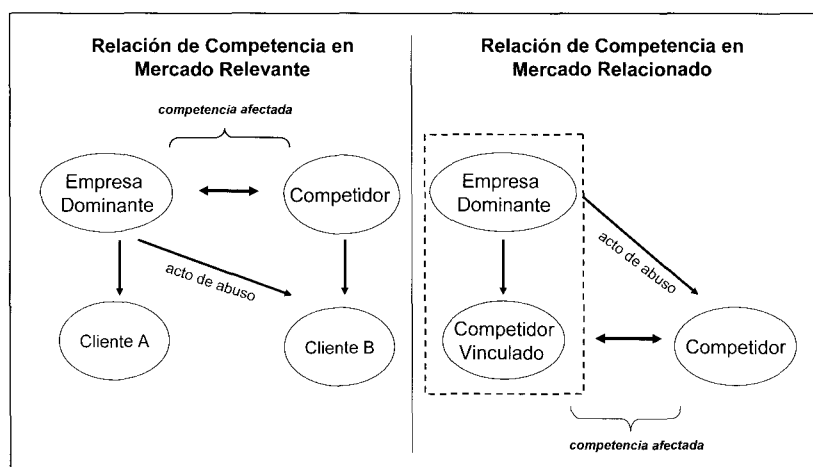 Relación de Competencia en
Mercado Relevante
competencia afectada
Empresa
Dominante
Competidor
acto de abuso
Cliente A
Cliente B
Relación de Competencia en
Mercado Relacionado
Empresa
Dominante
acto de abuso
Competidor
Vinculado
Competidor
competencia afectada